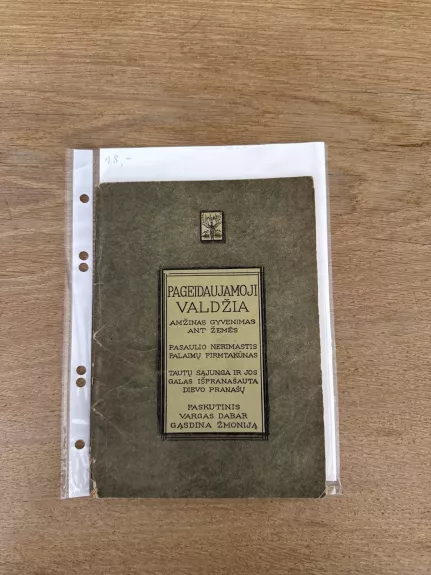 18,-
PAGEIDAUJAMOJI
VALDŽIA
AMŽINAS GYVENIMAS
ANT ŽEMĖS
PASAULIO NERIMASTIS
PALAIMŲ PIRMTAKŪNAS
TAUTŲ SĄJUNGA IR JOS
GALAS IŠPRANAŠAUTA
DIEVO PRANAŠŲ
PASKUTINIS
VARGAS DABAR
GĄSDINA ŽMONIJĄ